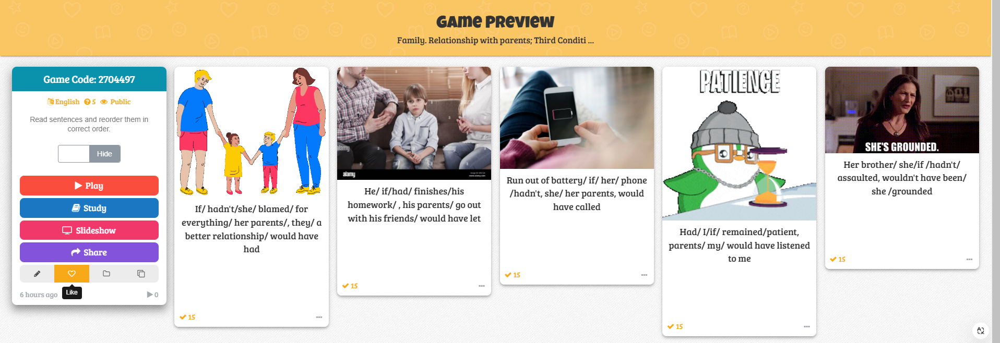 Game Preview
Family. Relationship with parents; Third Conditi ...
Game Code: 2704497
English 5 Public
Read sentences and reorder them in
correct order.
Hide
Play
Study
Slideshow
Share
Like
6 hours ago 0
If/ hadn't/she/ blamed/ for
everything/ her parents/, they/ a
better relationship/ would have
had
15
alamy
alamy
a
a
alamy
He/ if/had/ finishes/his
homework/ , his parents/ go out
with his friends/ would have let
15
Run out of battery/ if/ her/ phone
/hadn't, she/ her parents, would
have called
15
PATIENCE
Had/ I/if/ remained/patient,
parents/ my/ would have listened
to me
15
SHE'S GROUNDED.
Her brother/ she/if /hadn't/
assaulted, wouldn't have been/
she /grounded
15